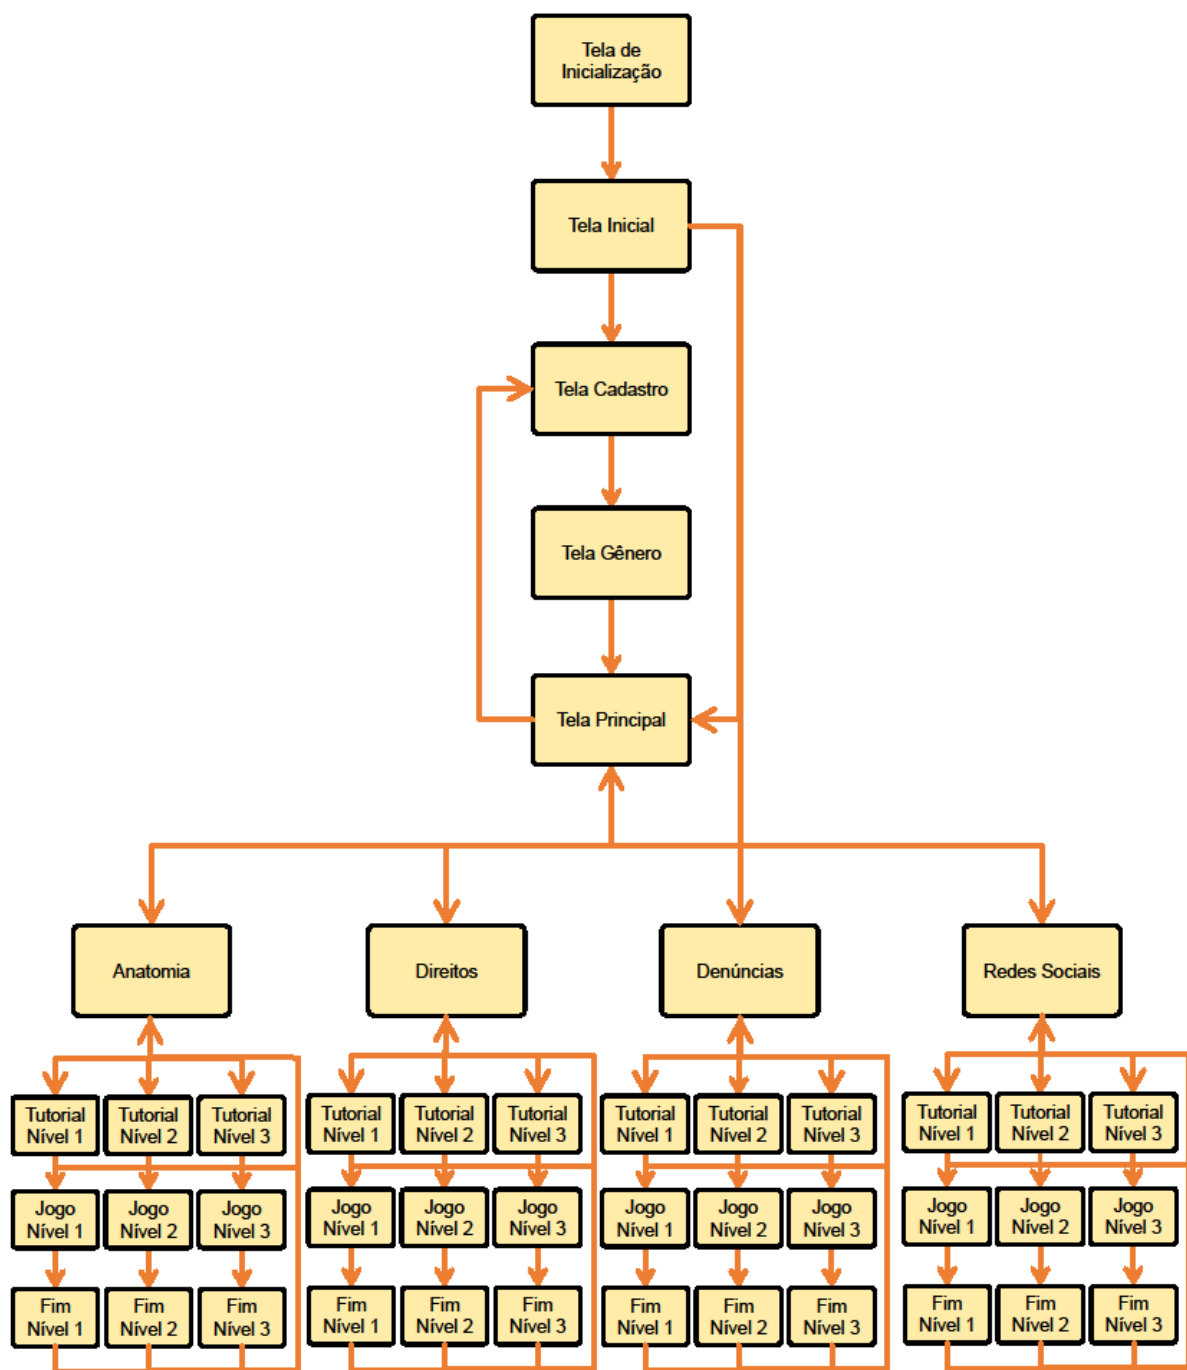 Tela de
Inicialização
Tela Inicial
Tela Cadastro
Tela Gênero
Tela Principal
Anatomia
Direitos
Denúncias
Redes Sociais
Tutorial
Nível 1
Tutorial
Nível 2
Tutorial
Nível 3
Jogo
Nível 1
Jogo
Nível 2
Jogo
Nível 3
Fim
Nível 1
Fim
Nível 2
Fim
Nível 3
Tutorial
Nível 1
Tutorial
Nível 2
Tutorial
Nível 3
Jogo
Nível 1
Jogo
Nível 2
Jogo
Nível 3
Fim
Nível 1
Fim
Nível 2
Fim
Nível 3
Tutorial
Nível 1
Tutorial
Nível 2
Tutorial
Nível 3
Jogo
Nível 1
Jogo
Nível 2
Jogo
Nível 3
Fim
Nível 1
Fim
Nível 2
Fim
Nível 3
Tutorial
Nível 1
Tutorial
Nível 2
Tutorial
Nível 3
Jogo
Nível 1
Jogo
Nível 2
Jogo
Nível 3
Fim
Nível 1
Fim
Nível 2
Fim
Nível 3